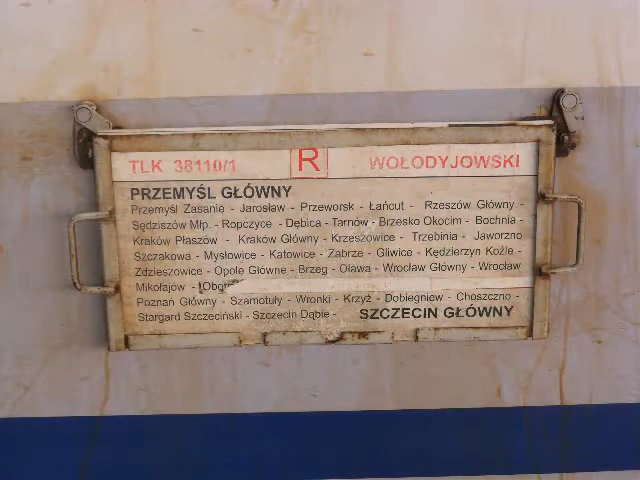 TLK 38110/1 R WOŁODYJOWSKI
PRZEMYŚL GŁÓWNY
Przemyśl Zasanie - Jarosław - Przeworsk - Łańcut - Rzeszów Główny -
Sędziszów Młp. - Ropczyce - Dębica - Tarnów - Brzesko Okocim - Bochnia -
Kraków Płaszów - Kraków Główny - Krzeszowice - Trzebinia - Jaworzno
Szczakowa - Mysłowice - Katowice - Zabrze - Gliwice - Kędzierzyn Koźle -
Zdzieszowice - Opole Główne - Brzeg - Oława - Wrocław Główny - Wrocław
Mikołajów -
Poznań Główny - Szamotuły - Wronki - Krzyż - Dobiegniew - Choszczno -
Stargard Szczeciński - Szczecin Dąbie - SZCZECIN GŁÓWNY